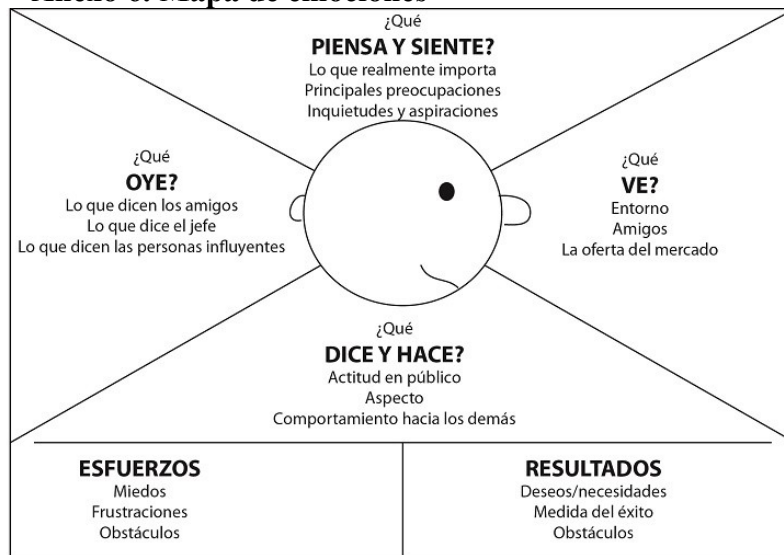 Anexo 6. Mapa de emociones
¿Qué
PIENSA Y SIENTE?
Lo que realmente importa
Principales preocupaciones
Inquietudes y aspiraciones
¿Qué
OYE?
Lo que dicen los amigos
Lo que dice el jefe
Lo que dicen las personas influyentes
¿Qué
VE?
Entorno
Amigos
La oferta del mercado
¿Qué
DICE Y HACE?
Actitud en público
Aspecto
Comportamiento hacia los demás
ESFUERZOS
Miedos
Frustraciones
Obstáculos
RESULTADOS
Deseos/necesidades
Medida del éxito
Obstáculos